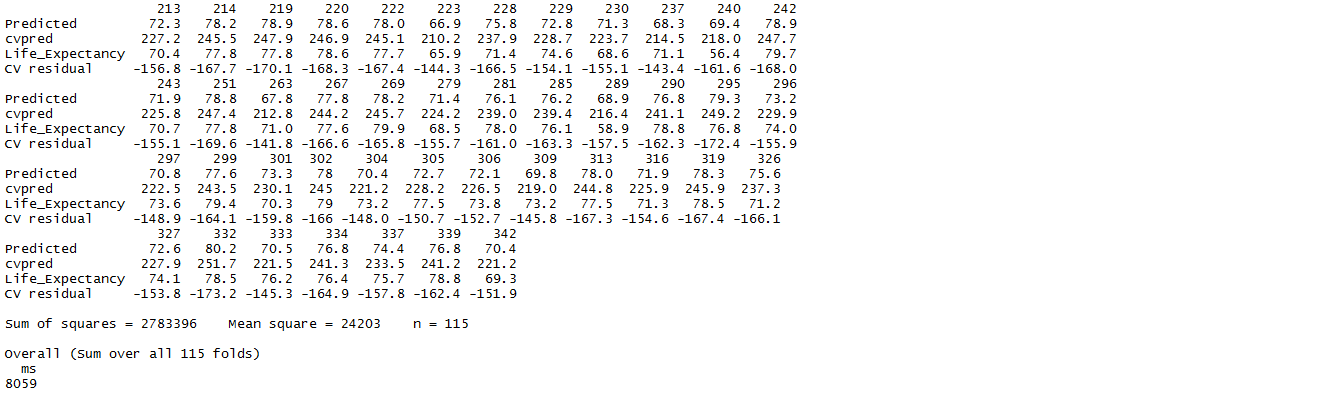 213 214 219 220 222 223 228 229 230 237 240 242
Predicted 72.3 78.2 78.9 78.6 78.0 66.9 75.8 72.8 71.3 68.3 69.4 78.9
cvpred 227.2 245.5 247.9 246.9 245.1 210.2 237.9 228.7 223.7 214.5 218.0 247.7
Life_Expectancy 70.4 77.8 77.8 78.6 77.7 65.9 71.4 74.6 68.6 71.1 56.4 79.7
CV residual -156.8 -167.7 -170.1 -168.3 -167.4 -144.3 -166.5 -154.1 -155.1 -143.4 -161.6 -168.0
243 251 263 267 269 279 281 285 289 290 295 296
Predicted 71.9 78.8 67.8 77.8 78.2 71.4 76.1 76.2 68.9 76.8 79.3 73.2
cvpred 225.8 247.4 212.8 244.2 245.7 224.2 239.0 239.4 216.4 241.1 249.2 229.9
Life_Expectancy 70.7 77.8 71.0 77.6 79.9 68.5 78.0 76.1 58.9 78.8 76.8 74.0
CV residual -155.1 -169.6 -141.8 -166.6 -165.8 -155.7 -161.0 -163.3 -157.5 -162.3 -172.4 -155.9
297 299 301 302 304 305 306 309 313 316 319 326
Predicted 70.8 77.6 73.3 78 70.4 72.7 72.1 69.8 78.0 71.9 78.3 75.6
cvpred 222.5 243.5 230.1 245 221.2 228.2 226.5 219.0 244.8 225.9 245.9 237.3
Life_Expectancy 73.6 79.4 70.3 79 73.2 77.5 73.8 73.2 77.5 71.3 78.5 71.2
CV residual -148.9 -164.1 -159.8 -166 -148.0 -150.7 -152.7 -145.8 -167.3 -154.6 -167.4 -166.1
327 332 333 334 337 339 342
Predicted 72.6 80.2 70.5 76.8 74.4 76.8 70.4
cvpred 227.9 251.7 221.5 241.3 233.5 241.2 221.2
Life_Expectancy 74.1 78.5 76.2 76.4 75.7 78.8 69.3
CV residual -153.8 -173.2 -145.3 -164.9 -157.8 -162.4 -151.9
Sum of squares = 2783396 Mean square = 24203 n = 115
Overall (Sum over all 115 folds)
ms
8059